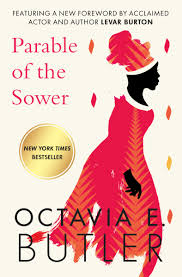 FEATURING A NEW FOREWORD BY ACCLAIMED
ACTOR AND AUTHOR LEVAR BURTON
Parable
of the
Sower
NEW YORK TIMES
BESTSELLER
OCTAVIA E.
BUTLER